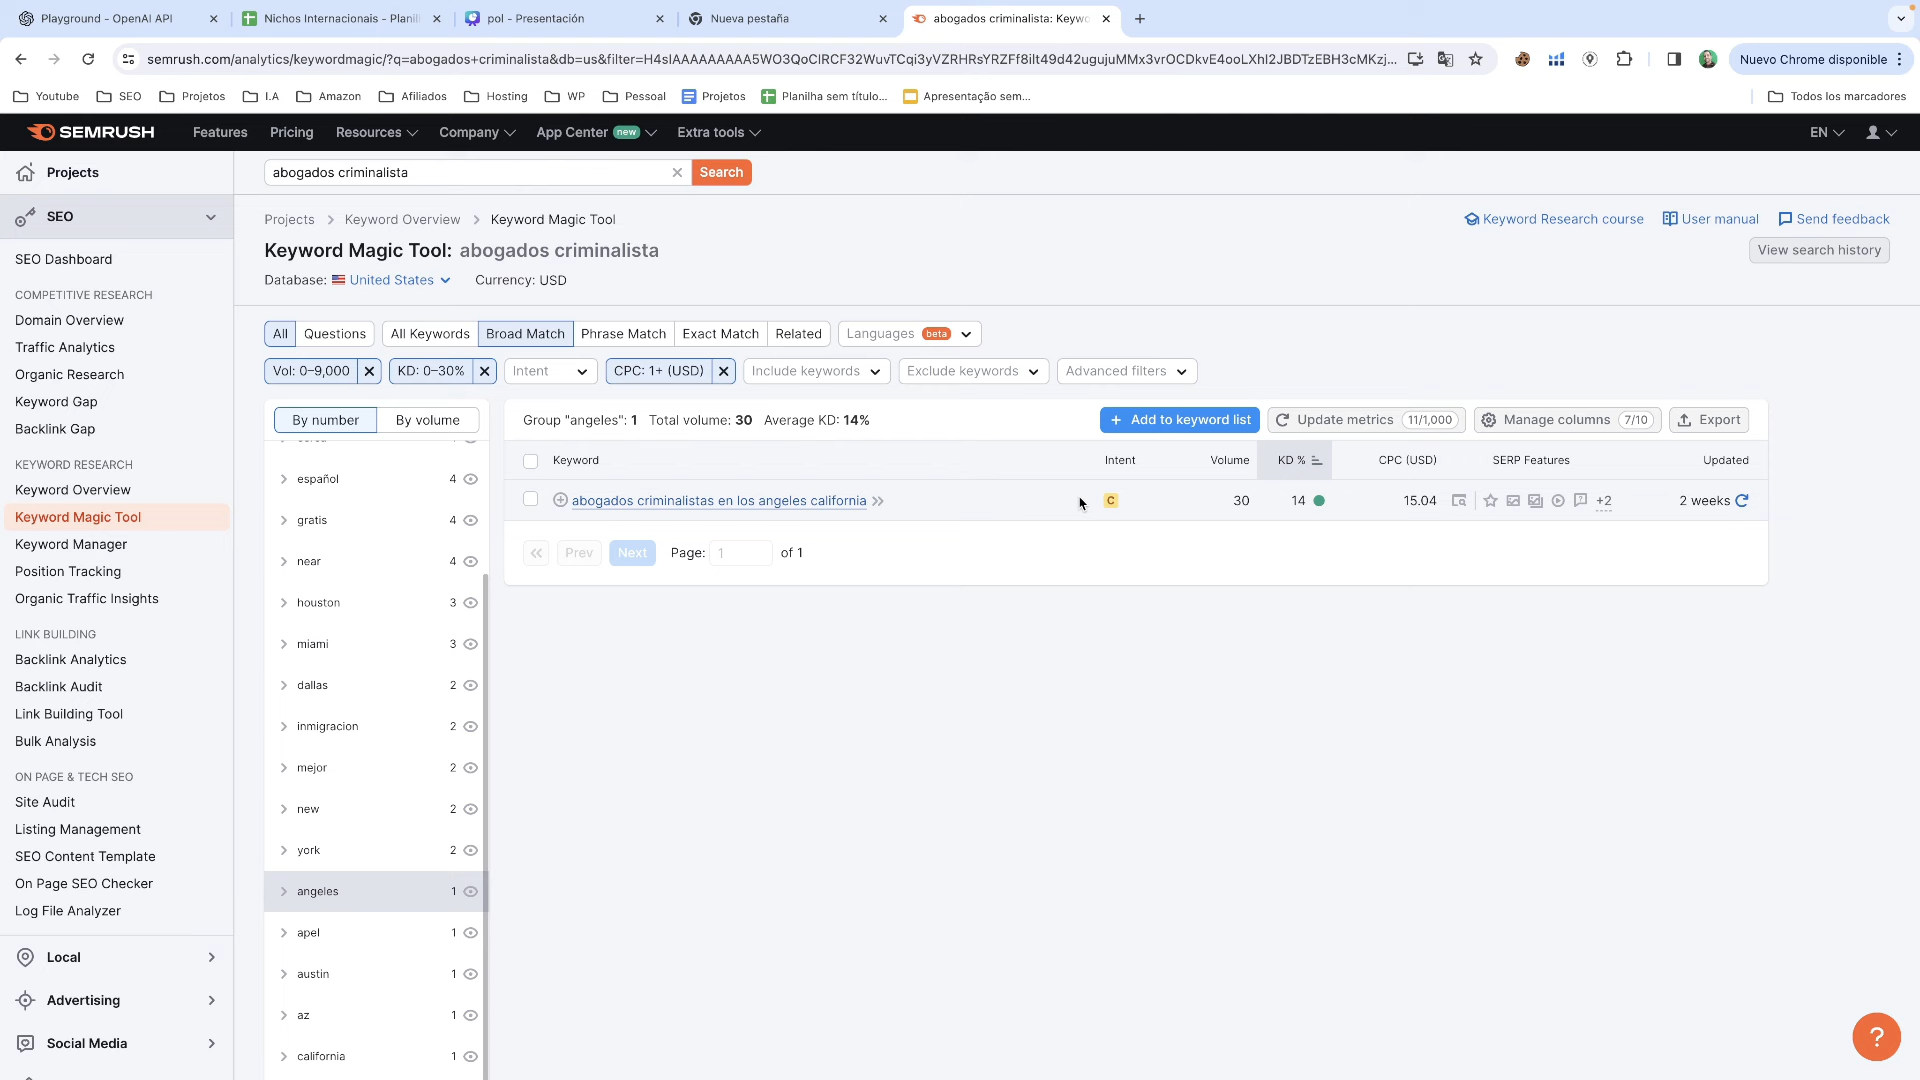 Playground - OpenAI API
Nichos Internacionais - Planil
pol - Presentación
Nueva pestaña
abogados criminalista: Keywo
semrush.com/analytics/keywordmagic/?q=abogados+criminalista&db=us&filter=
Nuevo Chrome disponible
Youtube
SEO
Projetos
I.A
Amazon
Afiliados
Hosting
WP
Pessoal
Projetos
Planilha sem título...
Apresentação sem...
Todos los marcadores
SEMRUSH
Features
Pricing
Resources
Company
App Center new
Extra tools
EN
Projects
abogados criminalista
Search
SEO
Projects > Keyword Overview > Keyword Magic Tool
Keyword Research course
User manual
Send feedback
Keyword Magic Tool: abogados criminalista
View search history
Database: United States
Currency: USD
SEO Dashboard
COMPETITIVE RESEARCH
Domain Overview
Traffic Analytics
Organic Research
Keyword Gap
Backlink Gap
KEYWORD RESEARCH
Keyword Overview
Keyword Magic Tool
Keyword Manager
Position Tracking
Organic Traffic Insights
LINK BUILDING
Backlink Analytics
Backlink Audit
Link Building Tool
Bulk Analysis
ON PAGE & TECH SEO
Site Audit
Listing Management
SEO Content Template
On Page SEO Checker
Log File Analyzer
Local
Advertising
Social Media
All
Questions
All Keywords
Broad Match
Phrase Match
Exact Match
Related
Languages beta
Vol: 0–9,000
KD: 0–30%
Intent
CPC: 1+ (USD)
Include keywords
Exclude keywords
Advanced filters
By number
By volume
español 4
gratis 4
near 4
houston 3
miami 3
dallas 2
inmigracion 2
mejor 2
new 2
york 2
angeles 1
apel 1
austin 1
az 1
california 1
Group "angeles": 1 Total volume: 30 Average KD: 14%
+ Add to keyword list
Update metrics 11/1,000
Manage columns 7/10
Export
Keyword Intent Volume KD % CPC (USD) SERP Features Updated
abogados criminalistas en los angeles california C 30 14 15.04 +2 2 weeks
Prev
Next
Page: 1 of 1
?